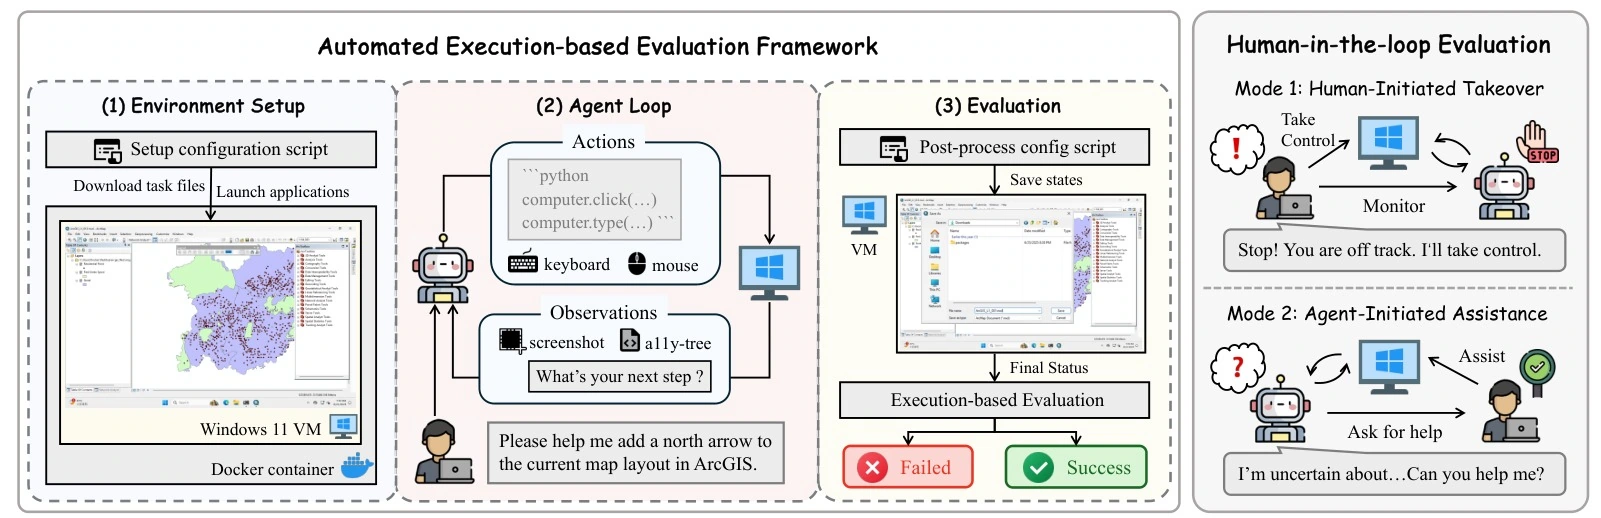 Automated Execution-based Evaluation Framework
(1) Environment Setup
Setup configuration script
Download task files
Launch applications
Windows 11 VM
Docker container
(2) Agent Loop
Actions
```python
computer.click(…)
computer.type(…) ```
keyboard
mouse
Observations
screenshot
a11y-tree
What's your next step ?
Please help me add a north arrow to
the current map layout in ArcGIS.
(3) Evaluation
Post-process config script
Save states
VM
Final Status
Execution-based Evaluation
Failed
Success
Human-in-the-loop Evaluation
Mode 1: Human-Initiated Takeover
!
Take
Control
STOP
Monitor
Stop! You are off track. I'll take control.
Mode 2: Agent-Initiated Assistance
?
Assist
Ask for help
I'm uncertain about…Can you help me?